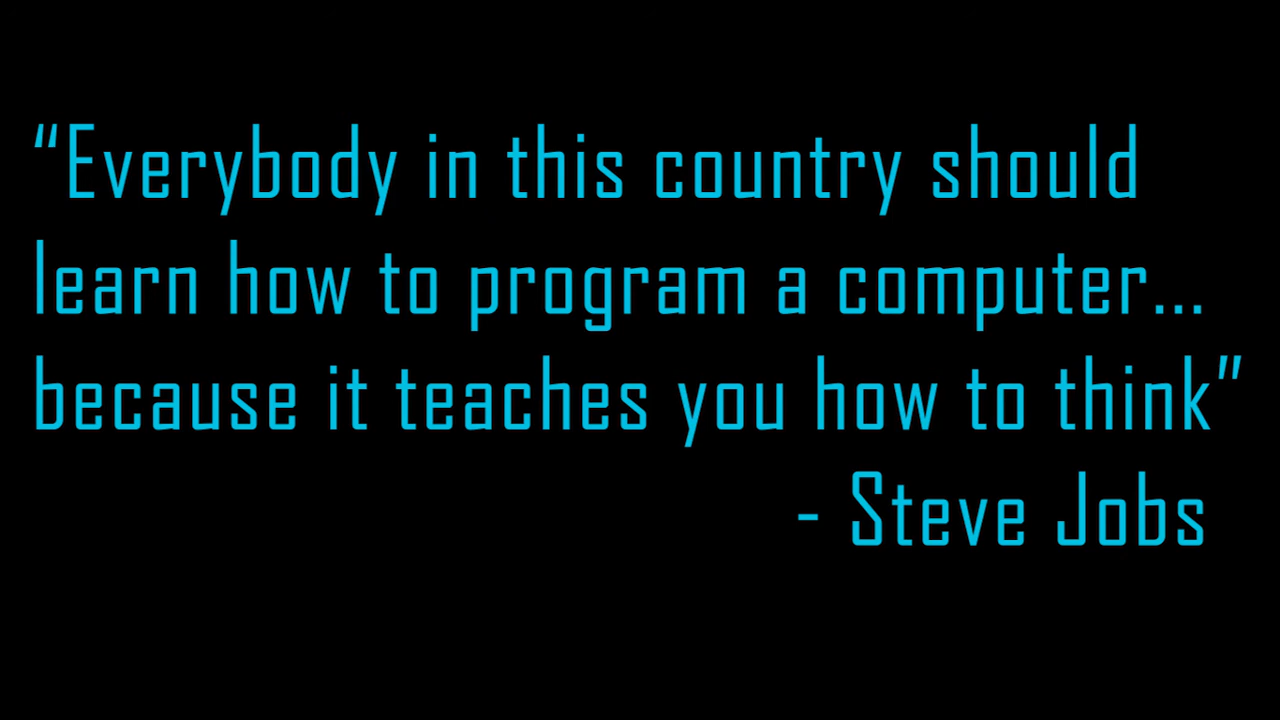 “Everybody in this country should
learn how to program a computer...
because it teaches you how to think”
- Steve Jobs